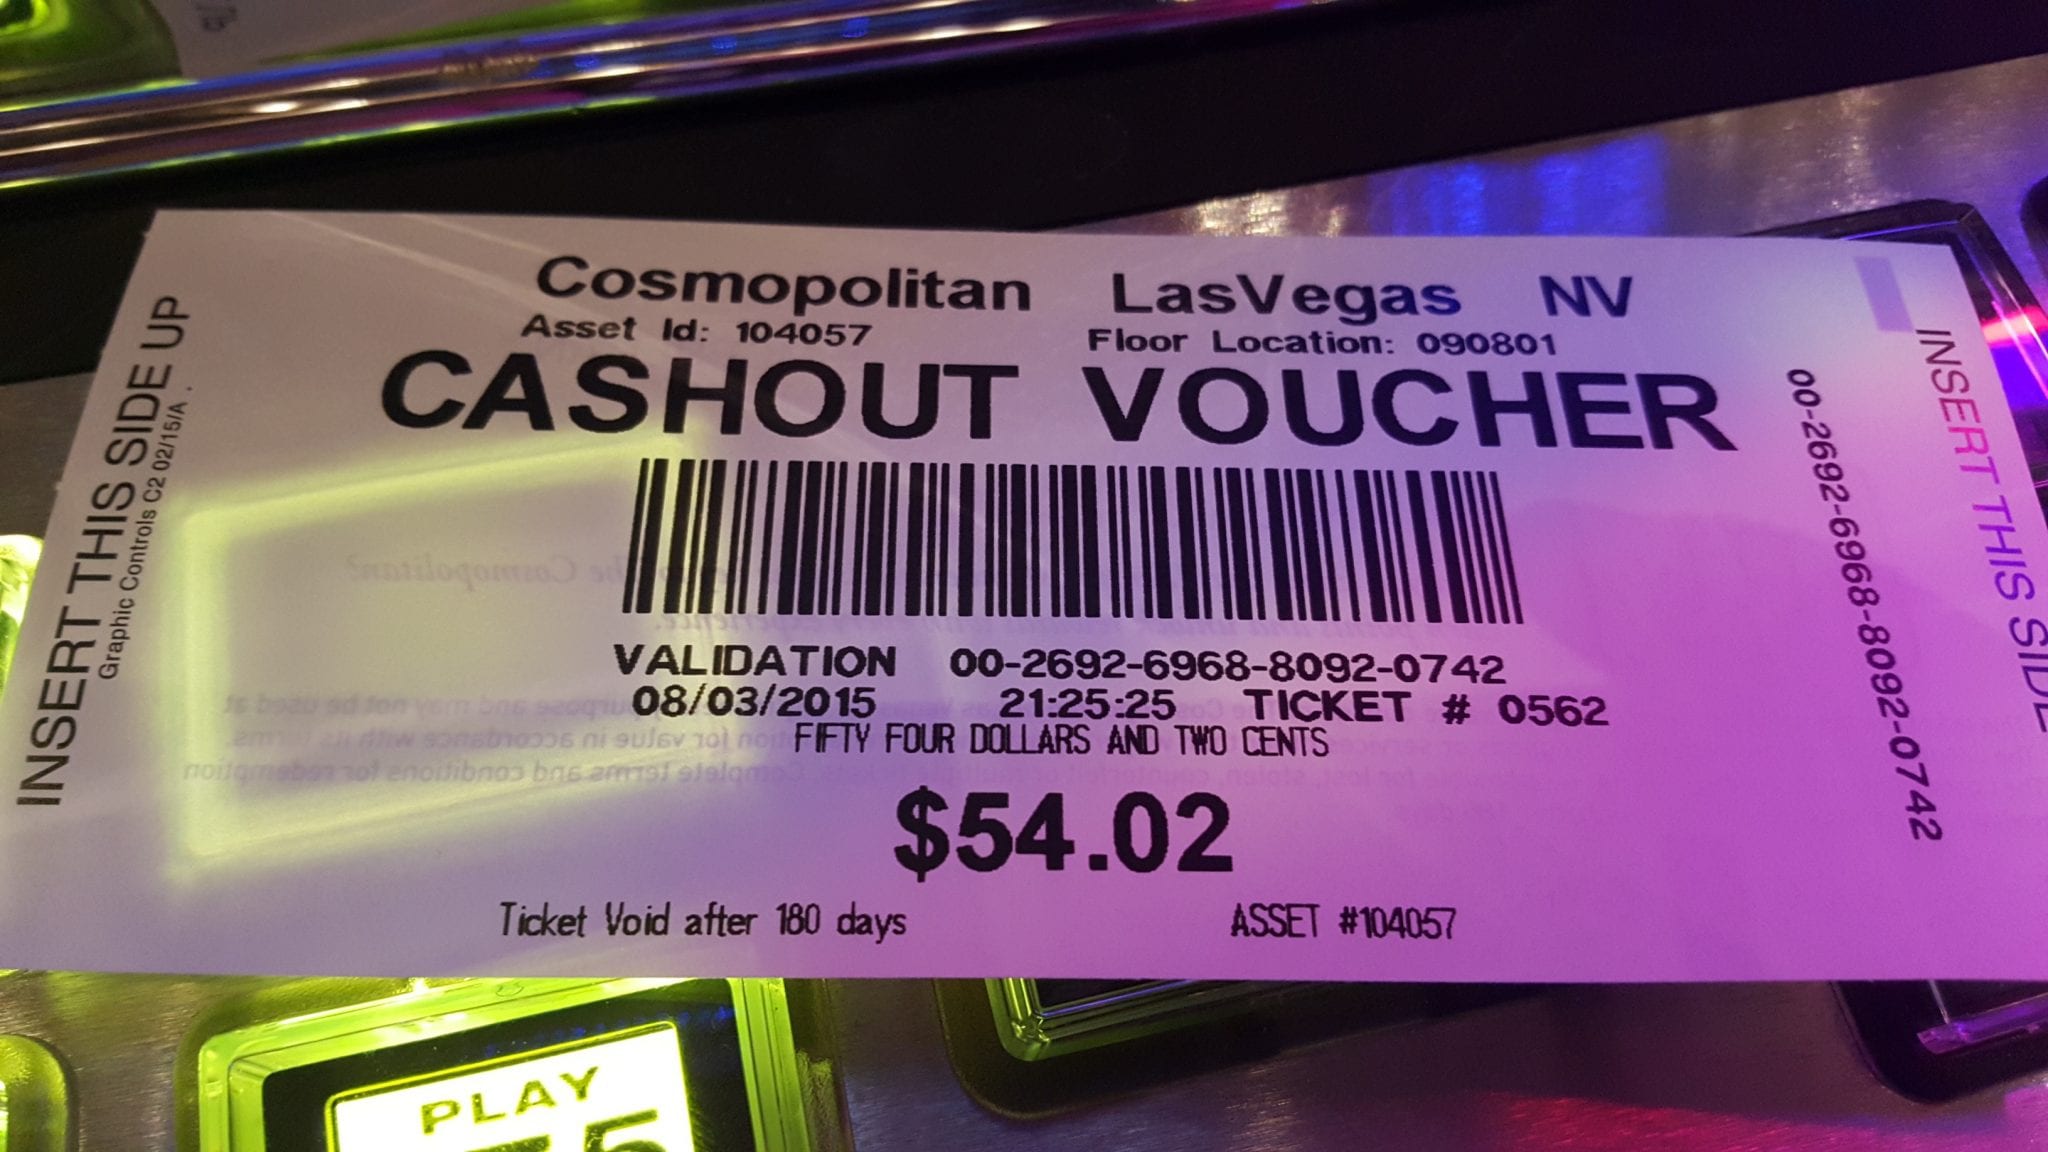 Cosmopolitan LasVegas NV
Asset Id: 104057 Floor Location: 090801
CASHOUT VOUCHER
VALIDATION 00-2692-6968-8092-0742
08/03/2015 21:25:25 TICKET # 0562
FIFTY FOUR DOLLARS AND TWO CENTS
$54.02
Ticket Void after 180 days ASSET #104057
INSERT THIS SIDE UP
Graphic Controls C2 02/15/A
00-2692-6968-8092-0742
INSERT THIS SIDE
PLAY